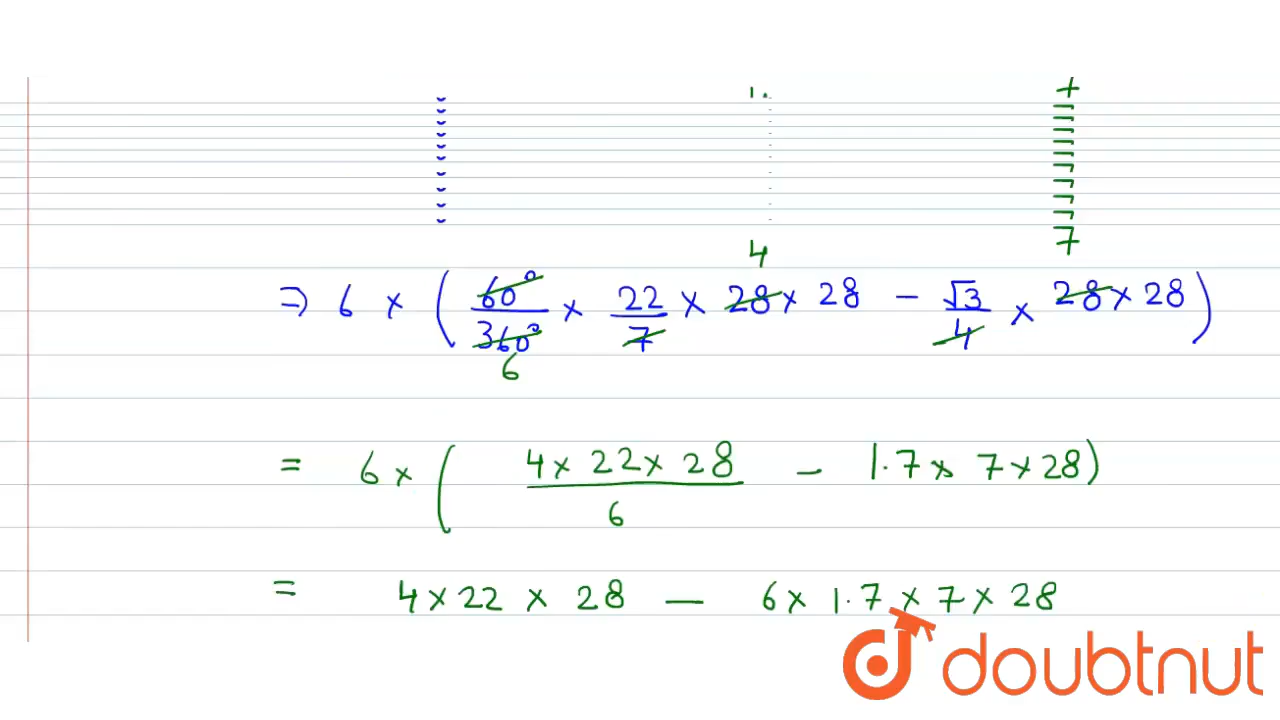 4 7
⇒ 6 × ( 60°/360° × 22/7 × 28 × 28 − √3/4 × 28 × 28 )
6
= 6 × ( 4 × 22 × 28 / 6 − 1.7 × 7 × 28 )
= 4 × 22 × 28 − 6 × 1.7 × 7 × 28
doubtnut